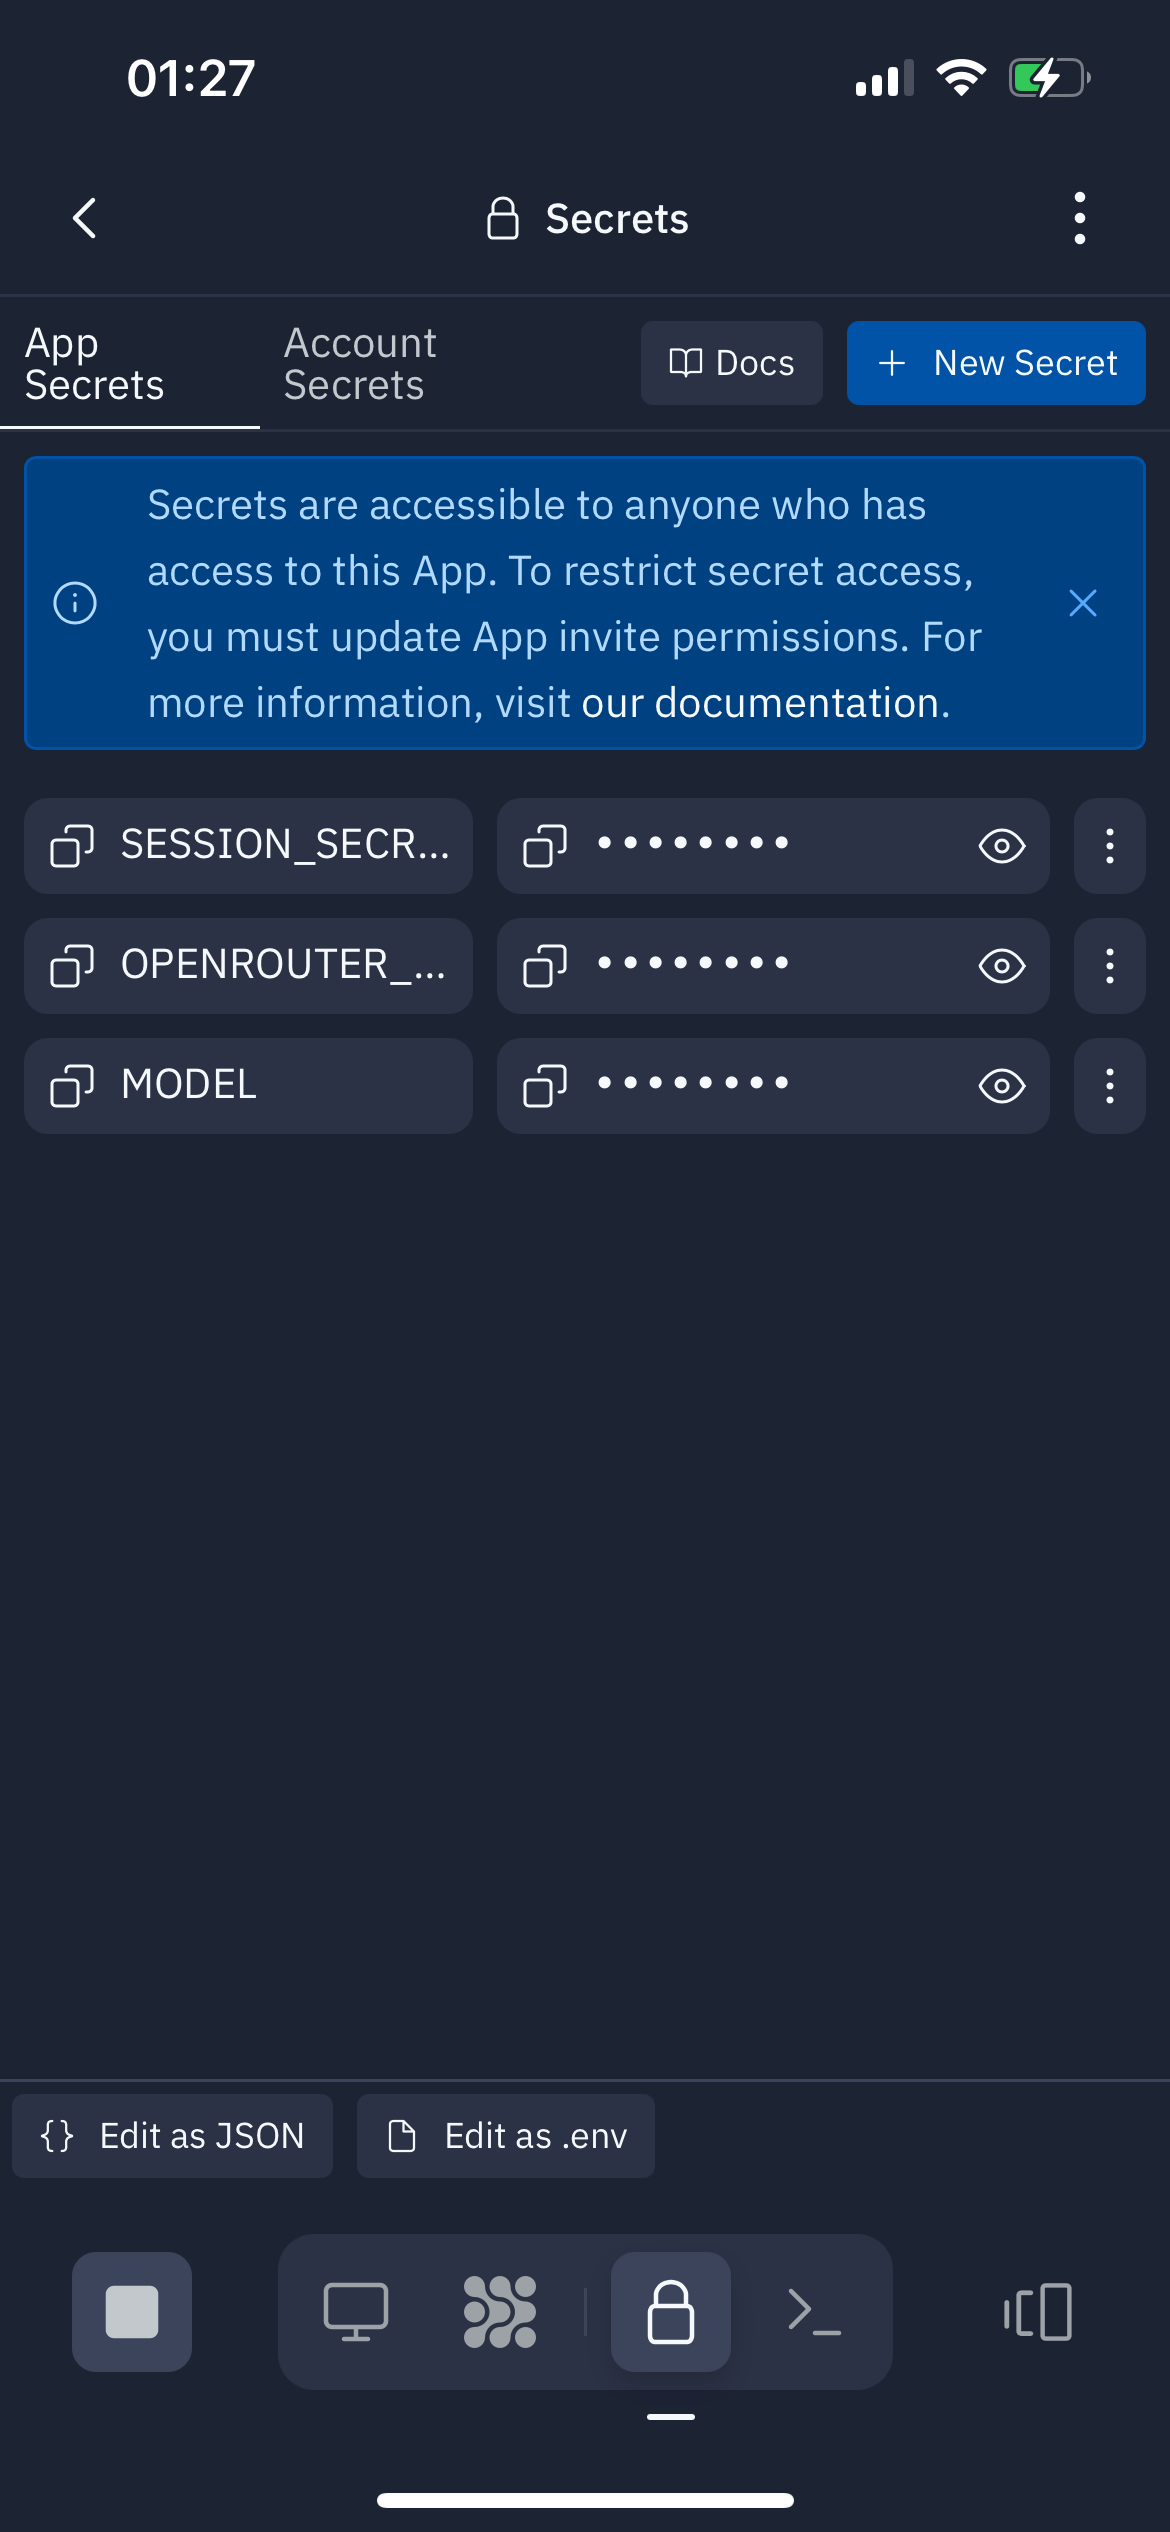 01:27
Secrets
App
Secrets
Account
Secrets
Docs
New Secret
Secrets are accessible to anyone who has
access to this App. To restrict secret access,
you must update App invite permissions. For
more information, visit our documentation.
SESSION_SECR...
OPENROUTER_...
MODEL
Edit as JSON
Edit as .env